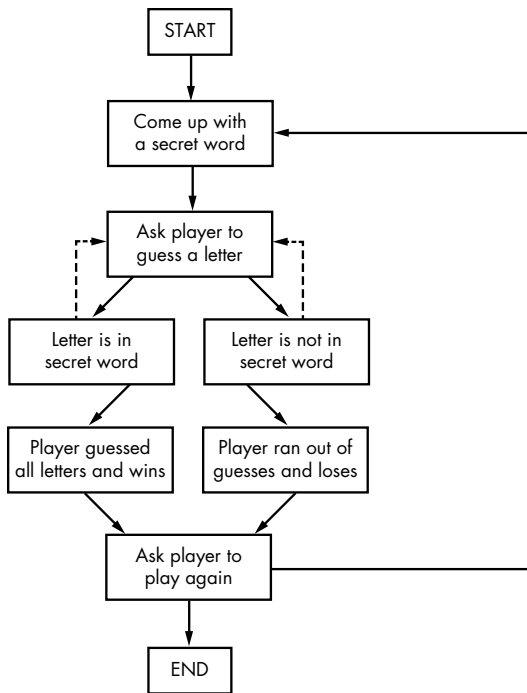 START
Come up with
a secret word
Ask player to
guess a letter
Letter is in
secret word
Letter is not in
secret word
Player guessed
all letters and wins
Player ran out of
guesses and loses
Ask player to
play again
END